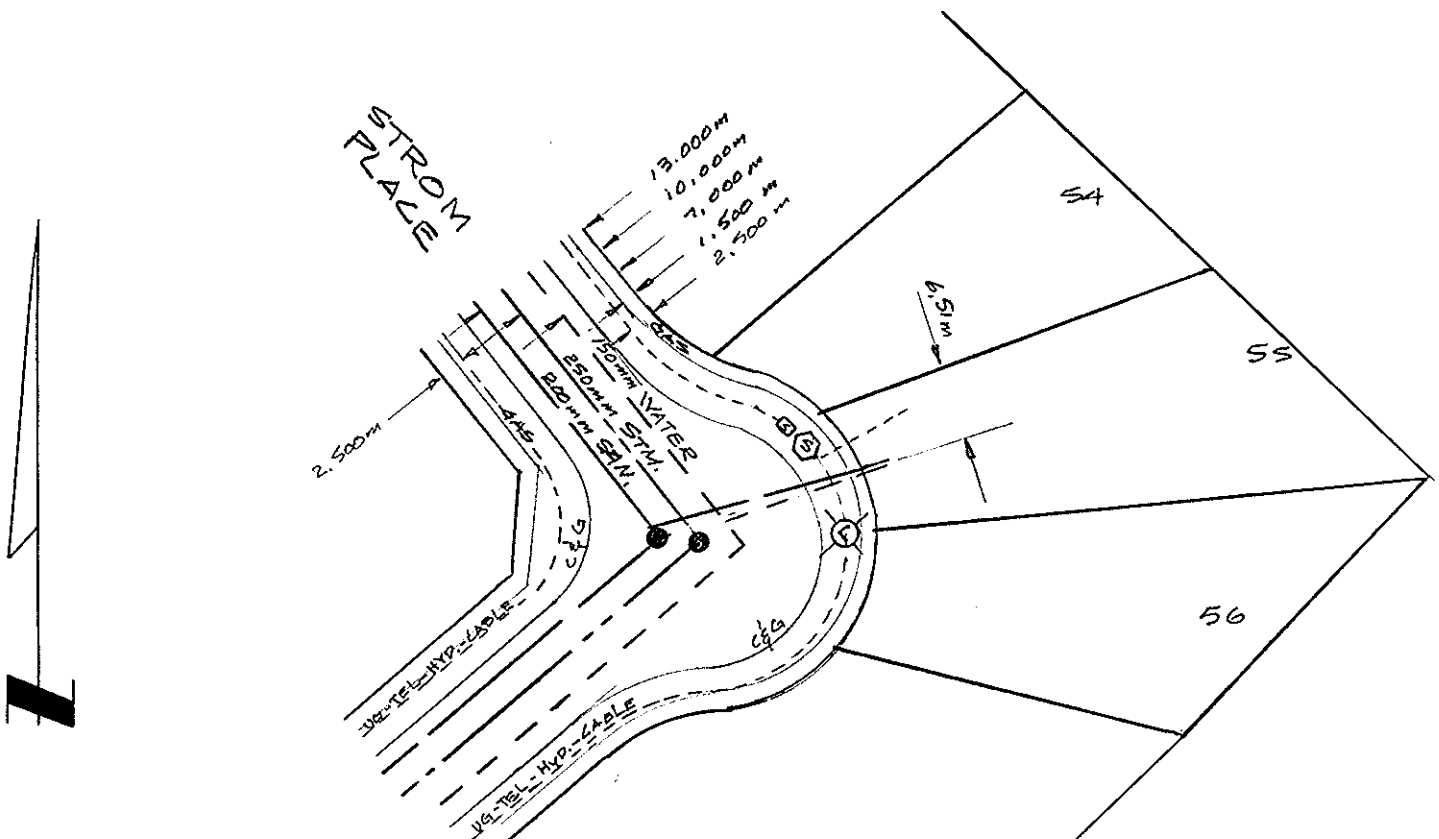 STROM
PLACE
13.000m
10.000m
7.000m
1.500m
2.500m
54
6.51m
55
GAS
150mm WATER
250mm STM.
200mm SAN.
GAS
2.500m
S
C&G
L
56
C&G
UG-TEL-HYD-CABLE
UG-TEL-HYD-CABLE